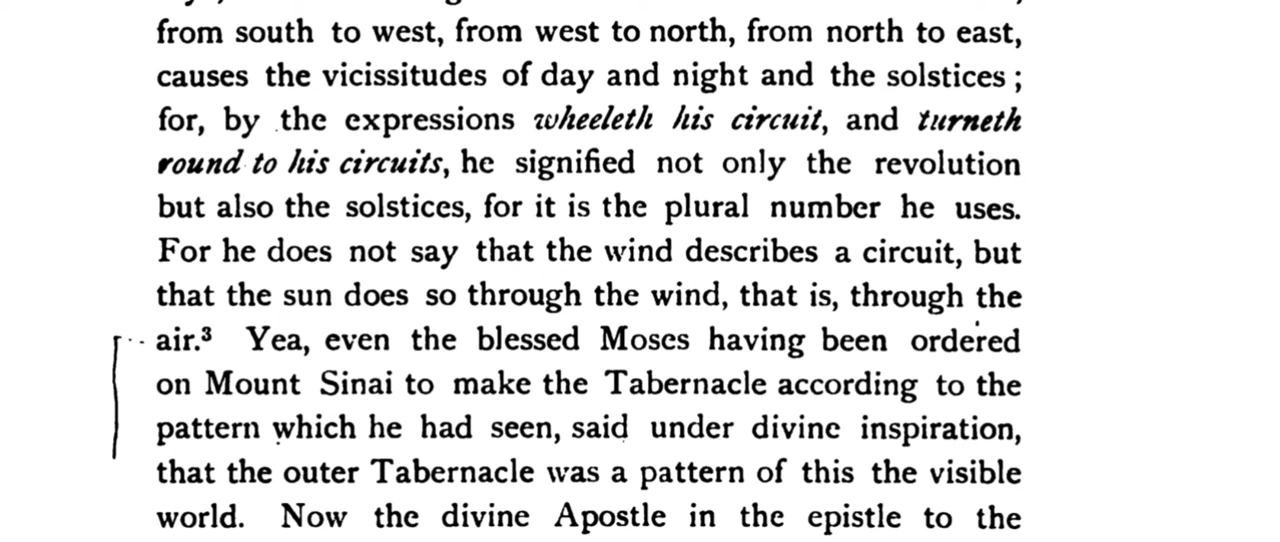 from south to west, from west to north, from north to east,
causes the vicissitudes of day and night and the solstices ;
for, by the expressions wheeleth his circuit, and turneth
round to his circuits, he signified not only the revolution
but also the solstices, for it is the plural number he uses.
For he does not say that the wind describes a circuit, but
that the sun does so through the wind, that is, through the
air.³ Yea, even the blessed Moses having been ordered
on Mount Sinai to make the Tabernacle according to the
pattern which he had seen, said under divine inspiration,
that the outer Tabernacle was a pattern of this the visible
world. Now the divine Apostle in the epistle to the